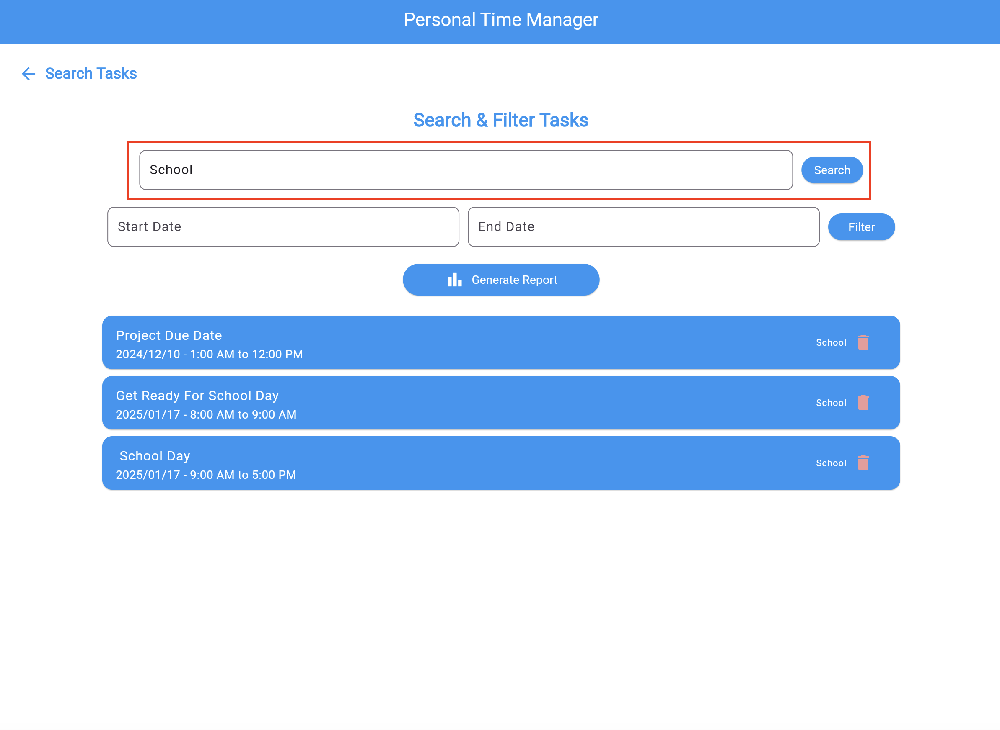 Personal Time Manager
Search Tasks
Search & Filter Tasks
School
Search
Start Date
End Date
Filter
Generate Report
Project Due Date
2024/12/10 - 1:00 AM to 12:00 PM
School
Get Ready For School Day
2025/01/17 - 8:00 AM to 9:00 AM
School
School Day
2025/01/17 - 9:00 AM to 5:00 PM
School